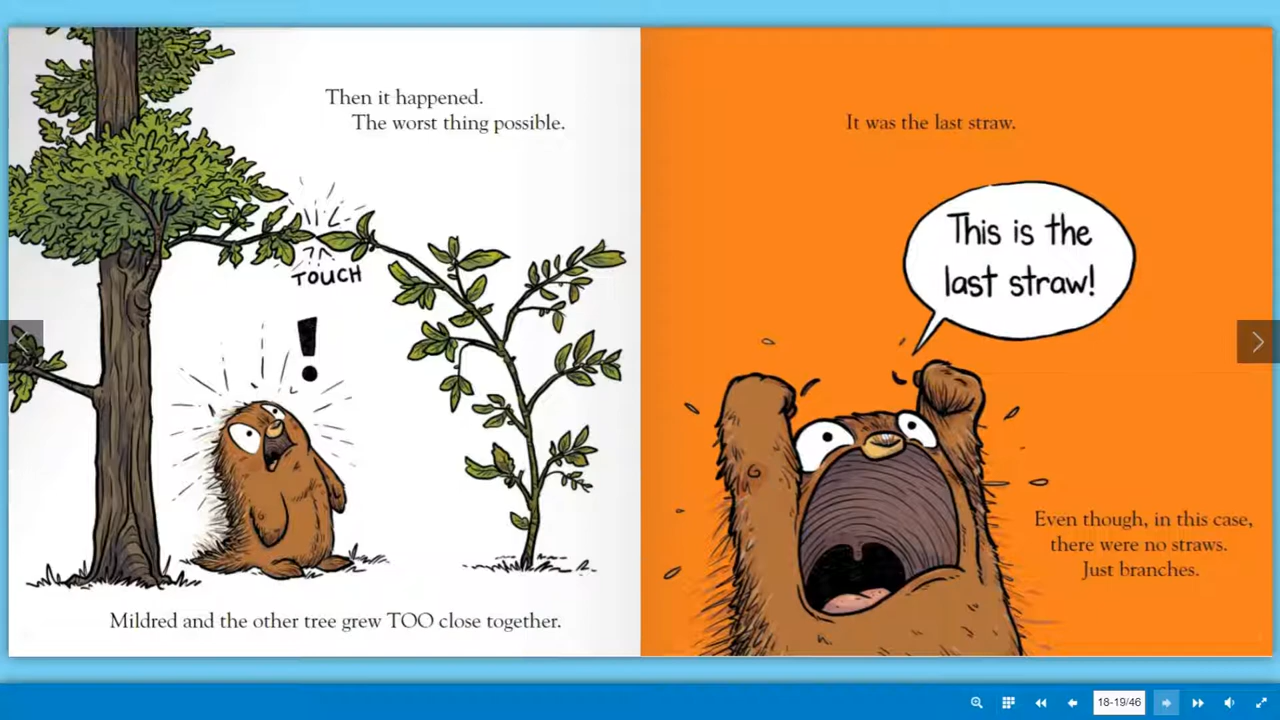 Then it happened.
The worst thing possible.
TOUCH
!
Mildred and the other tree grew TOO close together.
It was the last straw.
This is the
last straw!
Even though, in this case,
there were no straws.
Just branches.
18-19/46